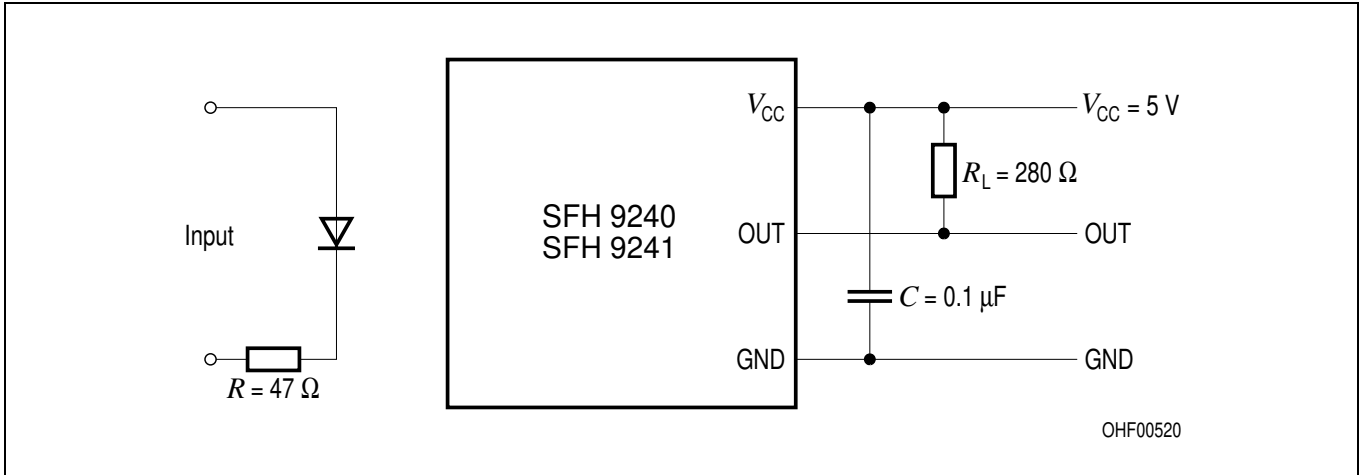 V_CC
V_CC = 5 V
R_L = 280 Ω
Input
SFH 9240
SFH 9241
OUT
OUT
C = 0.1 µF
GND
GND
R = 47 Ω
OHF00520